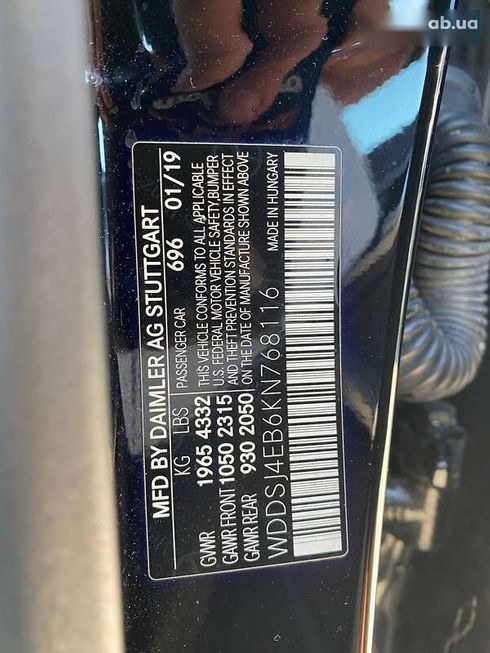 ab.ua
MFD BY DAIMLER AG STUTTGART
696 01/19
KG LBS PASSENGER CAR
GVWR 1965 4332
GAWR FRONT 1050 2315
GAWR REAR 930 2050
THIS VEHICLE CONFORMS TO ALL APPLICABLE
U.S. FEDERAL MOTOR VEHICLE SAFETY,BUMPER
AND THEFT PREVENTION STANDARDS IN EFFECT
ON THE DATE OF MANUFACTURE SHOWN ABOVE
WDDSJ4EB6KN768116
MADE IN HUNGARY